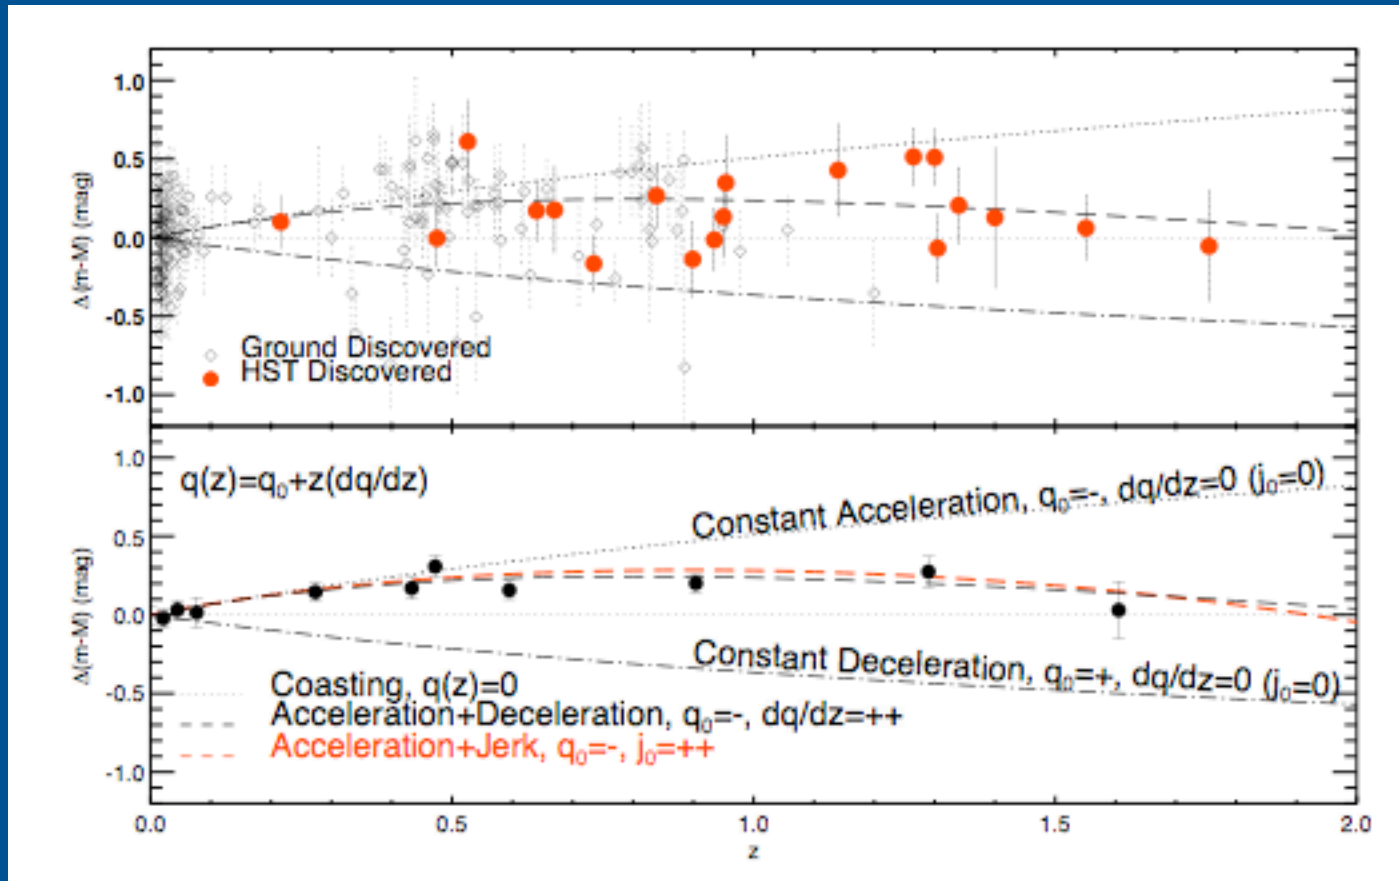 1.0
0.5
0.0
-0.5
-1.0
Δ(m-M) (mag)
Ground Discovered
HST Discovered
1.0
0.5
0.0
-0.5
-1.0
Δ(m-M) (mag)
q(z)=q₀+z(dq/dz)
Constant Acceleration, q₀=-, dq/dz=0 (j₀=0)
Constant Deceleration, q₀=+, dq/dz=0 (j₀=0)
Coasting, q(z)=0
Acceleration+Deceleration, q₀=-, dq/dz=++
Acceleration+Jerk, q₀=-, j₀=++
0.0 0.5 1.0 1.5 2.0
z